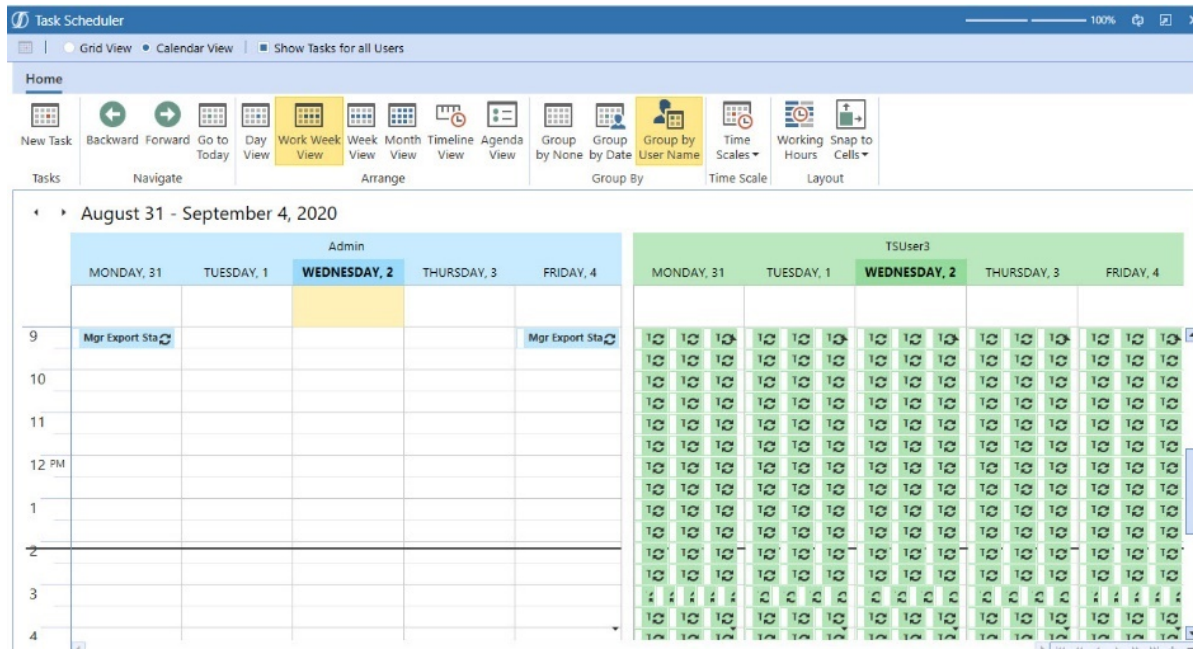 Task Scheduler
100%
Grid View Calendar View Show Tasks for all Users
Home
New Task Backward Forward Go to Today Day View Work Week View Week View Month View Timeline View Agenda View Group by None Group by Date Group by User Name Time Scales Working Hours Snap to Cells
Tasks Navigate Arrange Group By Time Scale Layout
August 31 - September 4, 2020
Admin TSUser3
MONDAY, 31 TUESDAY, 1 WEDNESDAY, 2 THURSDAY, 3 FRIDAY, 4 MONDAY, 31 TUESDAY, 1 WEDNESDAY, 2 THURSDAY, 3 FRIDAY, 4
9 Mgr Export Sta Mgr Export Sta
10
11
12 PM
1
2
3
4